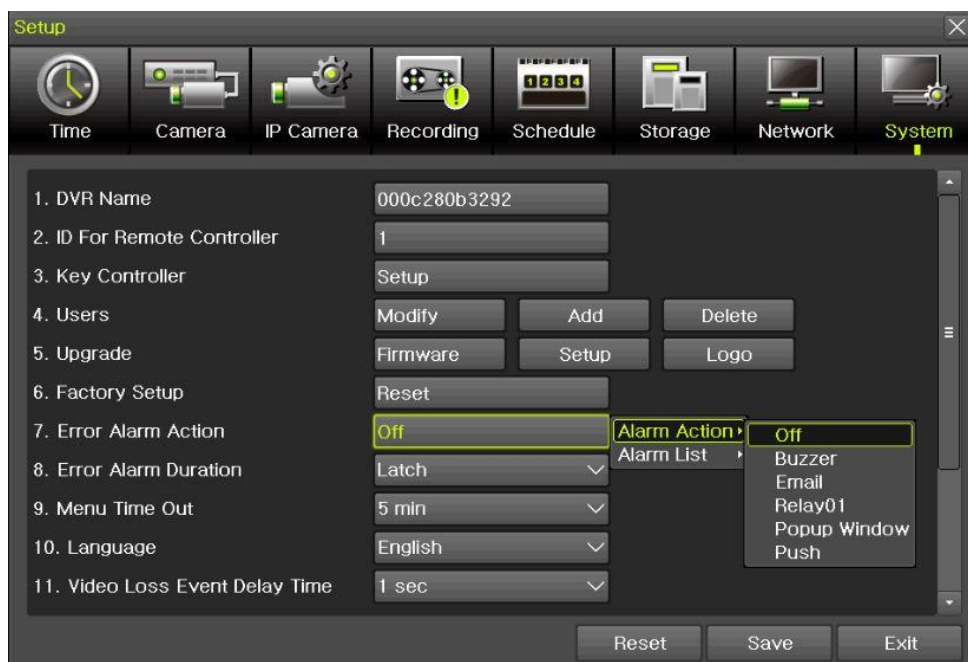 Setup
Time Camera IP Camera Recording Schedule Storage Network System
1 2 3 4
1. DVR Name 000c280b3292
2. ID For Remote Controller 1
3. Key Controller Setup
4. Users Modify Add Delete
5. Upgrade Firmware Setup Logo
6. Factory Setup Reset
7. Error Alarm Action Off Alarm Action Off
8. Error Alarm Duration Latch Alarm List Buzzer
Email
9. Menu Time Out 5 min Relay01
Popup Window
10. Language English Push
11. Video Loss Event Delay Time 1 sec
Reset Save Exit